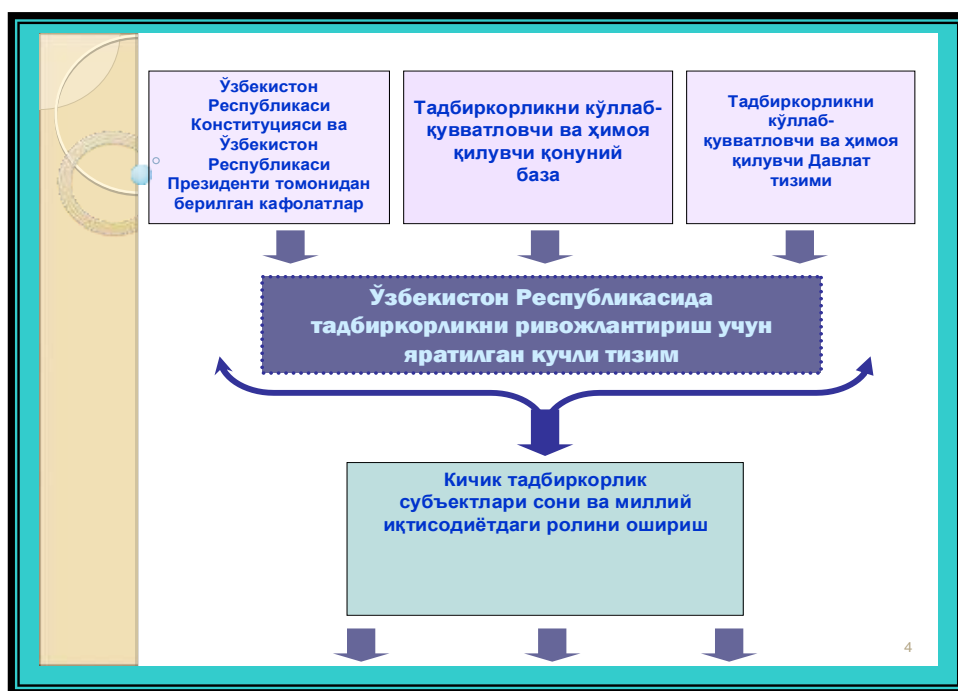 Ўзбекистон
Республикаси
Конституцияси ва
Ўзбекистон
Республикаси
Президенти томонидан
берилган кафолатлар
Тадбиркорликни кўллаб-
қувватловчи ва ҳимоя
қилувчи қонуний
база
Тадбиркорликни
кўллаб-
қувватловчи ва ҳимоя
қилувчи Давлат
тизими
Ўзбекистон Республикасида
тадбиркорликни ривожлантириш учун
яратилган кучли тизим
Кичик тадбиркорлик
субъектлари сони ва миллий
иқтисодиётдаги ролини ошириш
4